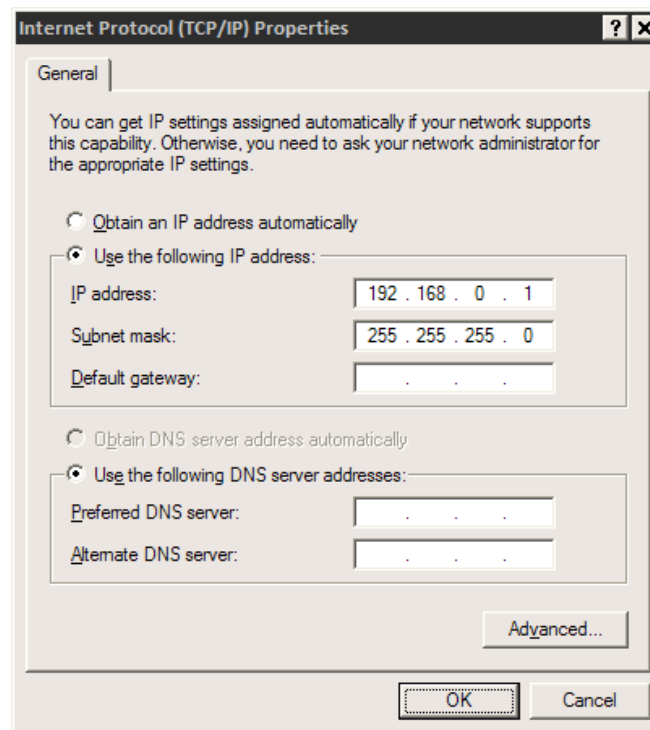 Internet Protocol (TCP/IP) Properties
General
You can get IP settings assigned automatically if your network supports
this capability. Otherwise, you need to ask your network administrator for
the appropriate IP settings.
Obtain an IP address automatically
Use the following IP address:
IP address: 192 . 168 . 0 . 1
Subnet mask: 255 . 255 . 255 . 0
Default gateway: . . .
Obtain DNS server address automatically
Use the following DNS server addresses:
Preferred DNS server: . . .
Alternate DNS server: . . .
Advanced...
OK Cancel